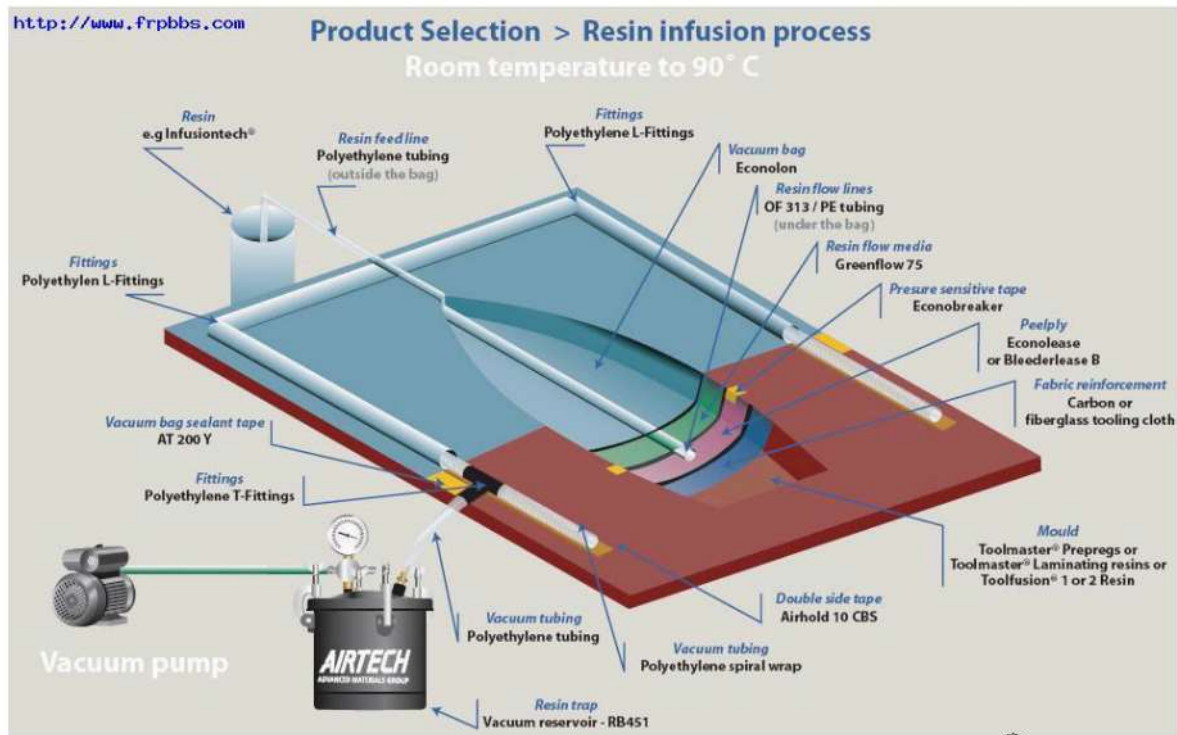 http://www.frpbbs.com
Product Selection > Resin infusion process
Room temperature to 90° C
Resin
e.g Infusiontech®
Resin feed line
Polyethylene tubing
(outside the bag)
Fittings
Polyethylene L-Fittings
Vacuum bag
Econolon
Resin flow lines
OF 313 / PE tubing
(under the bag)
Resin flow media
Greenflow 75
Presure sensitive tape
Econobreaker
Peelply
Econolease
or Bleederlease B
Fabric reinforcement
Carbon or
fiberglass tooling cloth
Fittings
Polyethylen L-Fittings
Vacuum bag sealant tape
AT 200 Y
Fittings
Polyethylene T-Fittings
Mould
Toolmaster® Prepregs or
Toolmaster® Laminating resins or
Toolfusion® 1 or 2 Resin
Double side tape
Airhold 10 CBS
Vacuum tubing
Polyethylene tubing
Vacuum tubing
Polyethylene spiral wrap
Vacuum pump
AIRTECH
ADVANCED MATERIALS GROUP
Resin trap
Vacuum reservoir - RB451